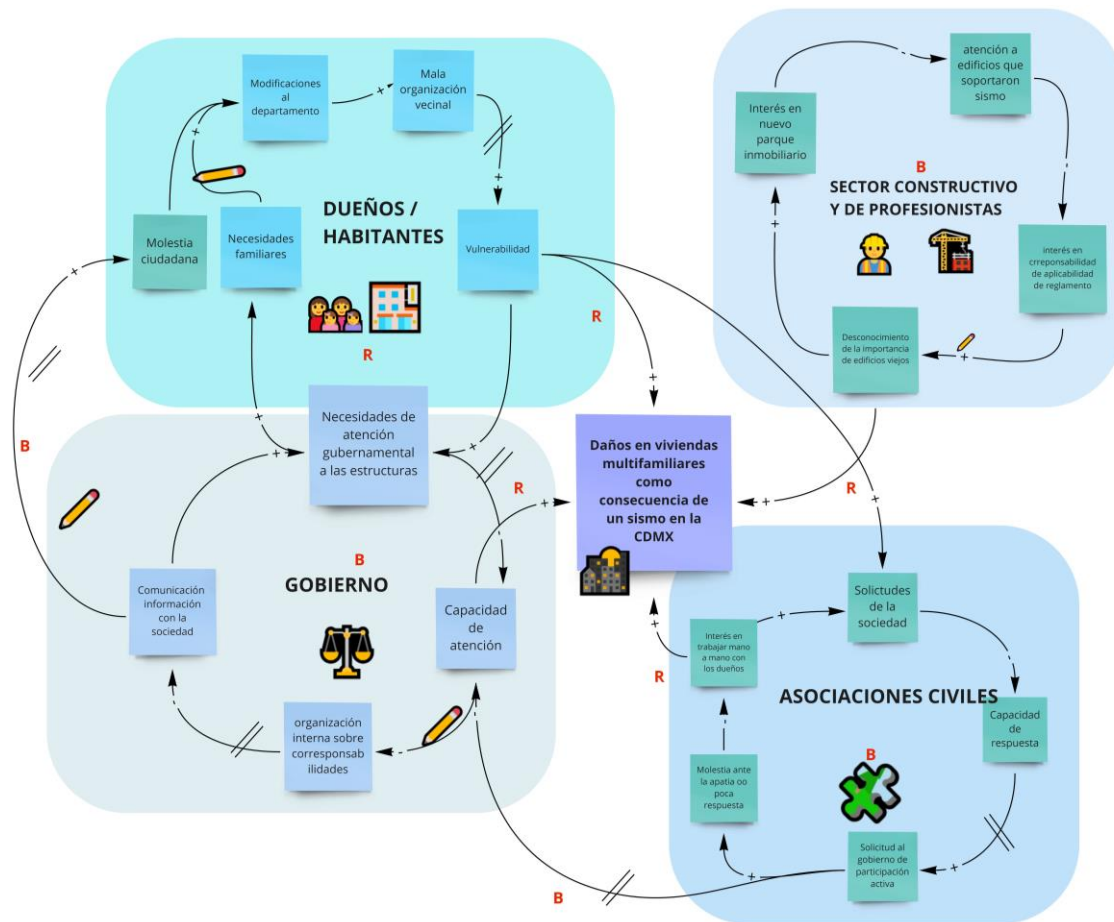 Modificaciones
al
departamento
Mala
organización
vecinal
Molestia
ciudadana
Necesidades
familiares
DUEÑOS /
HABITANTES
Vulnerabilidad
R
R
B
Interés en
nuevo
parque
inmobiliario
atención a
edificios que
soportaron
sismo
B
SECTOR CONSTRUCTIVO
Y DE PROFESIONISTAS
interés en
crreponsabilidad
de aplicabilidad
de reglamento
Desconocimiento
de la importancia
de edificios viejos
Necesidades de
atención
gubernamental
a las estructuras
R
Daños en viviendas
multifamiliares
como
consecuencia de
un sismo en la
CDMX
R
B
GOBIERNO
Comunicación
información
con la
sociedad
Capacidad
de
atención
organización
interna sobre
corresponsab
ilidades
B
Solictudes
de la
sociedad
Interés en
trabajar mano
a mano con
los dueños
R
ASOCIACIONES CIVILES
Capacidad
de
respuesta
B
Molestia ante
la apatia oo
poca
respuesta
Solicitud al
gobierno de
participación
activa